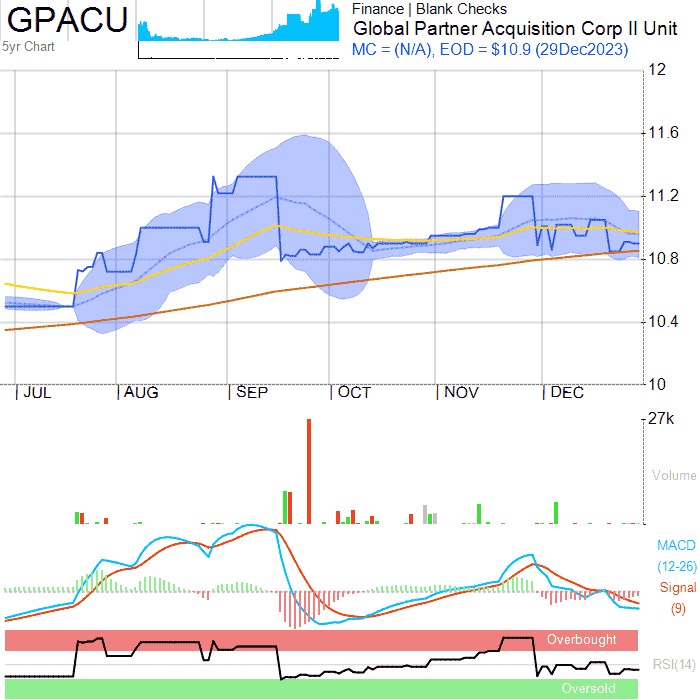 GPACU
5yr Chart
Finance | Blank Checks
Global Partner Acquisition Corp II Unit
MC = (N/A), EOD = $10.9 (29Dec2023)
12
11.6
11.2
10.8
10.4
10
|JUL |AUG |SEP |OCT |NOV |DEC
27k
Volume
MACD
(12-26)
Signal
(9)
Overbought
RSI(14)
Oversold